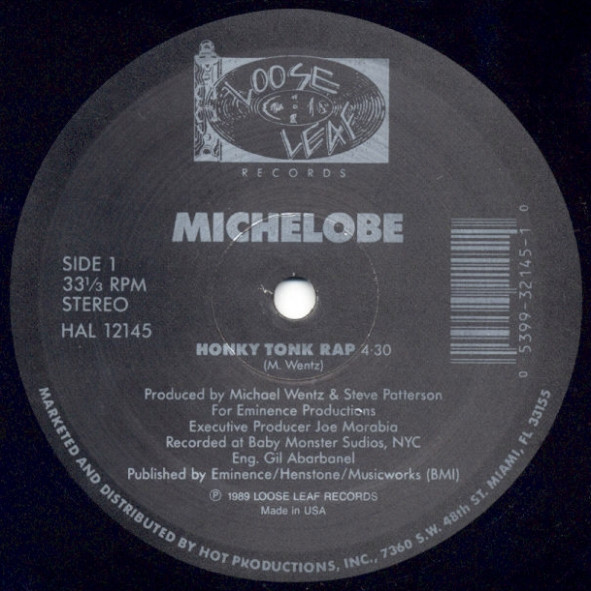 LOOSE
LEAF
RECORDS
MICHELOBE
SIDE 1
33⅓ RPM
STEREO
HAL 12145
0 5399-32145-1 0
HONKY TONK RAP 4:30
(M. Wentz)
Produced by Michael Wentz & Steve Patterson
For Eminence Productions
Executive Producer Joe Marabia
Recorded at Baby Monster Sudios, NYC
Eng. Gil Abarbanel
Published by Eminence/Henstone/Musicworks (BMI)
℗ 1989 LOOSE LEAF RECORDS
Made in USA
MARKETED AND DISTRIBUTED BY HOT PRODUCTIONS, INC., 7360 S.W. 48th ST. MIAMI, FL 33155